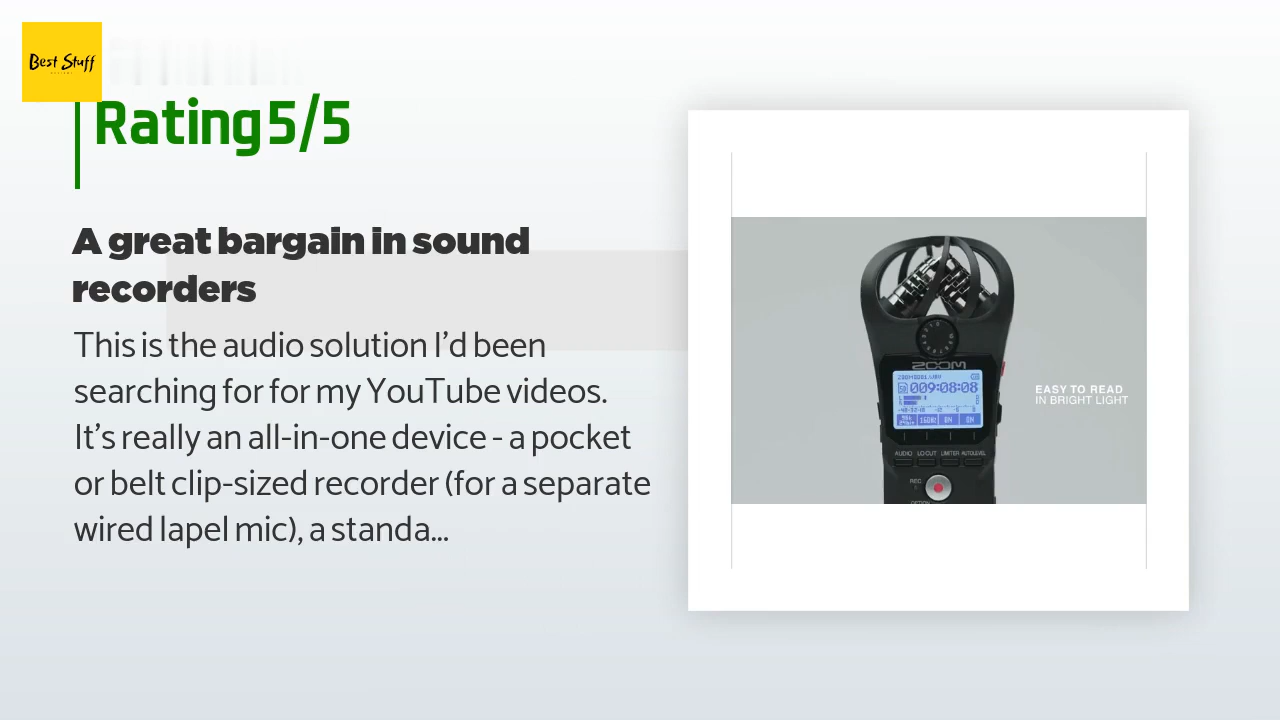 Best Stuff
Rating 5/5
A great bargain in sound
recorders
This is the audio solution I'd been
searching for for my YouTube videos.
It's really an all-in-one device - a pocket
or belt clip-sized recorder (for a separate
wired lapel mic), a standa...
zoom
009:08:08
EASY TO READ
IN BRIGHT LIGHT
AUDIO LO CUT LIMITER AUTO LEVEL